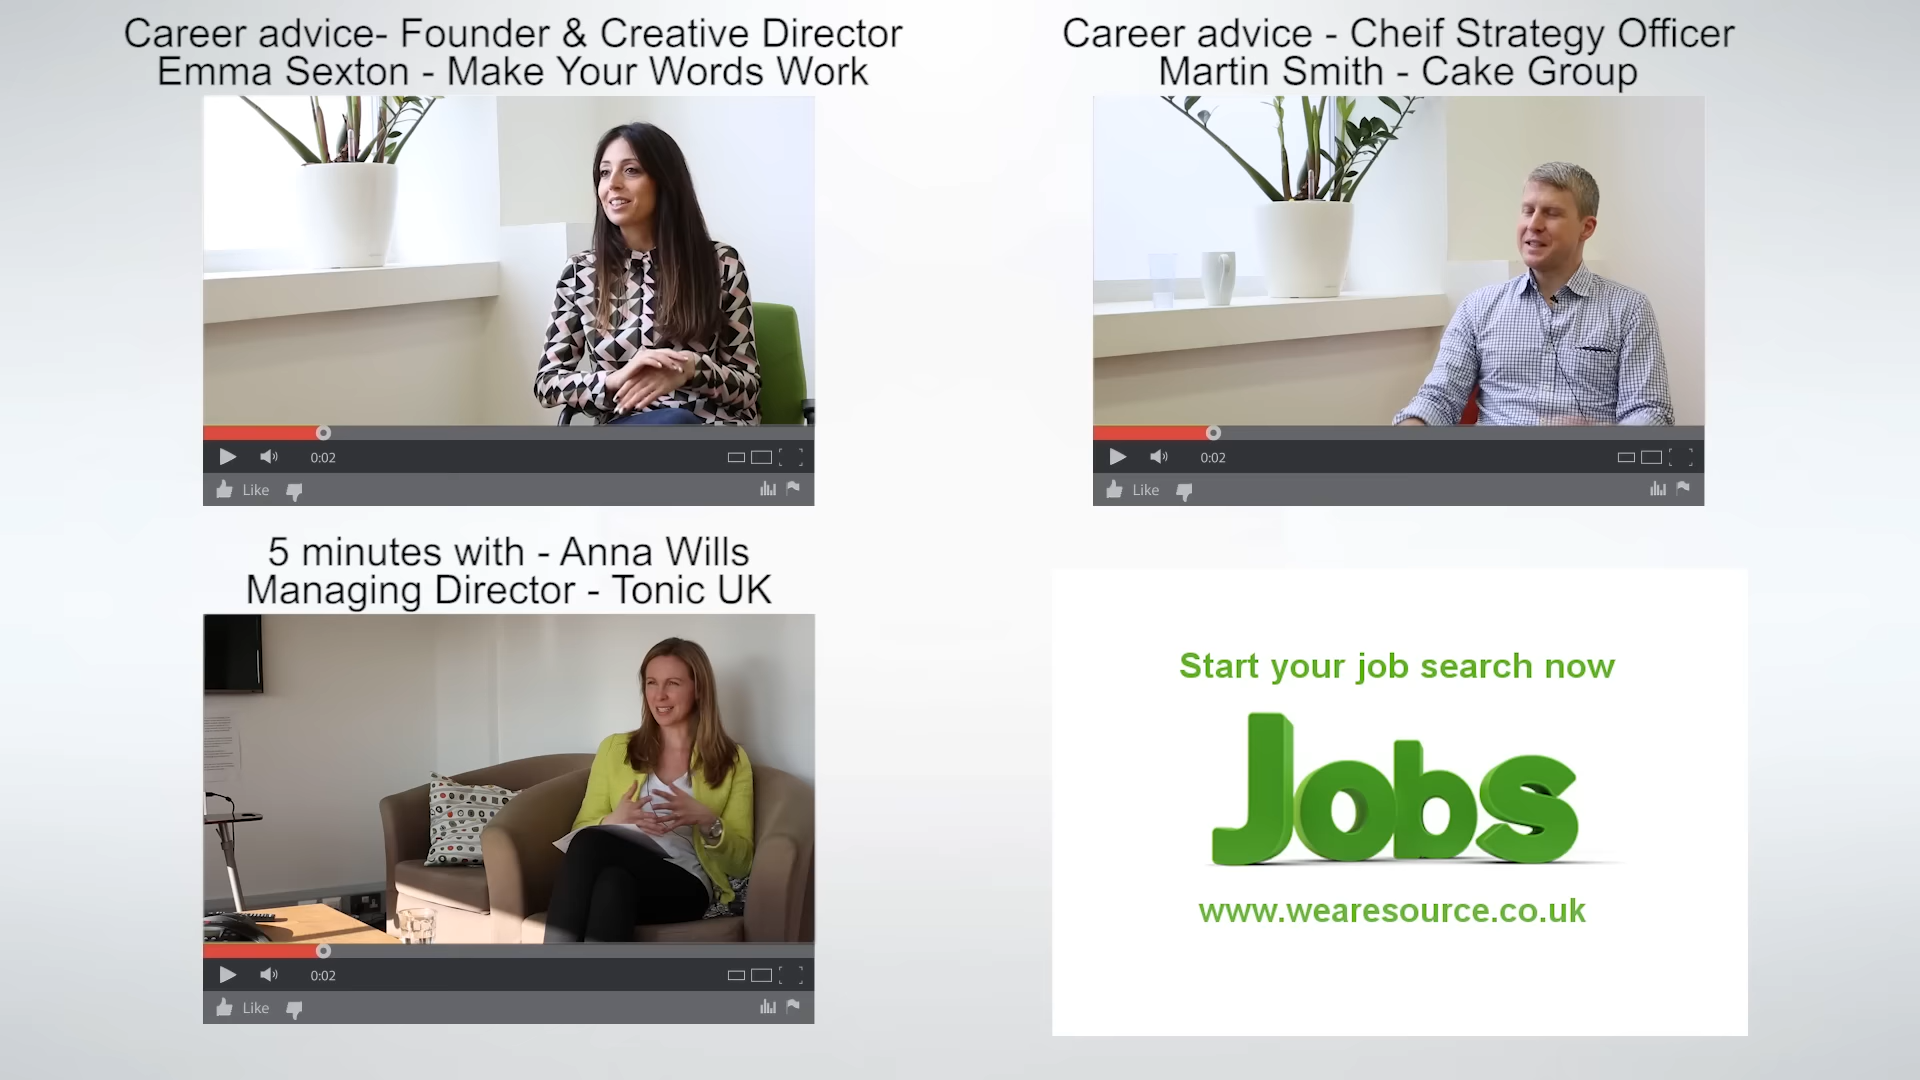 Career advice- Founder & Creative Director
Emma Sexton - Make Your Words Work
0:02
Like
Career advice - Cheif Strategy Officer
Martin Smith - Cake Group
0:02
Like
5 minutes with - Anna Wills
Managing Director - Tonic UK
0:02
Like
Start your job search now
Jobs
www.wearesource.co.uk